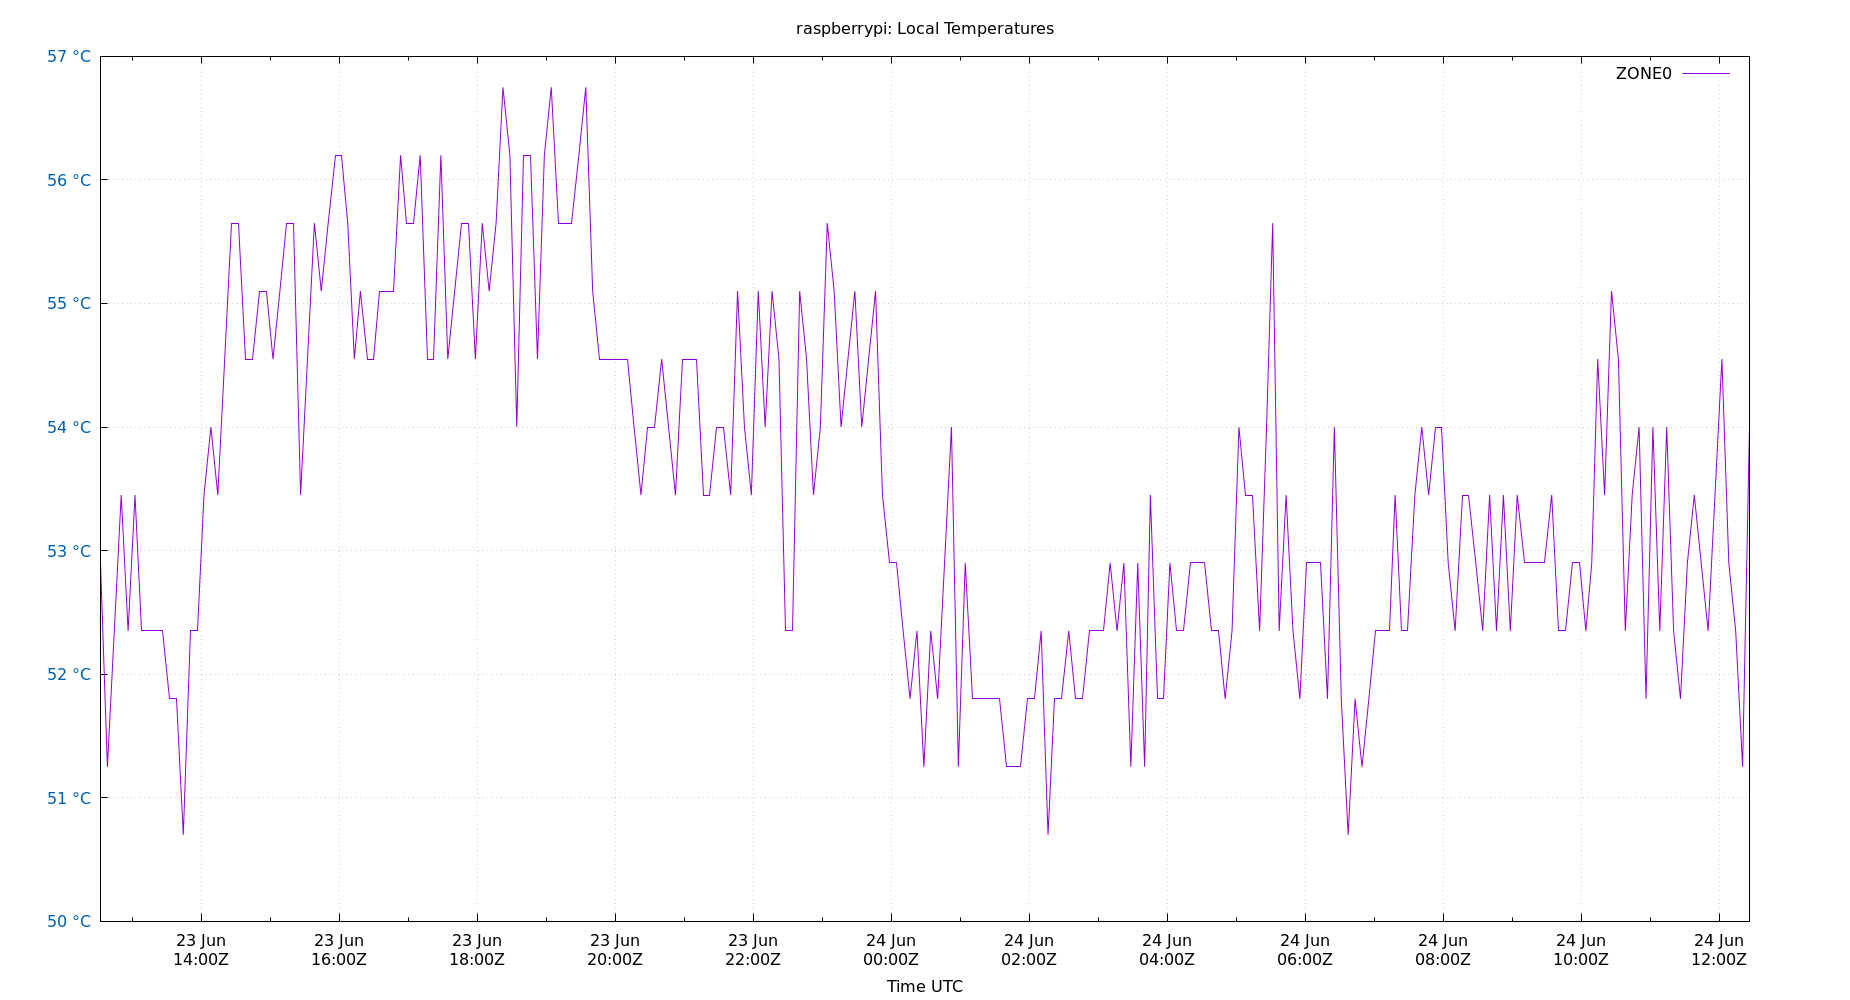 raspberrypi: Local Temperatures
57 °C
ZONE0
56 °C
55 °C
54 °C
53 °C
52 °C
51 °C
50 °C
23 Jun 23 Jun 23 Jun 23 Jun 23 Jun 24 Jun 24 Jun 24 Jun 24 Jun 24 Jun 24 Jun 24 Jun
14:00Z 16:00Z 18:00Z 20:00Z 22:00Z 00:00Z 02:00Z 04:00Z 06:00Z 08:00Z 10:00Z 12:00Z
Time UTC